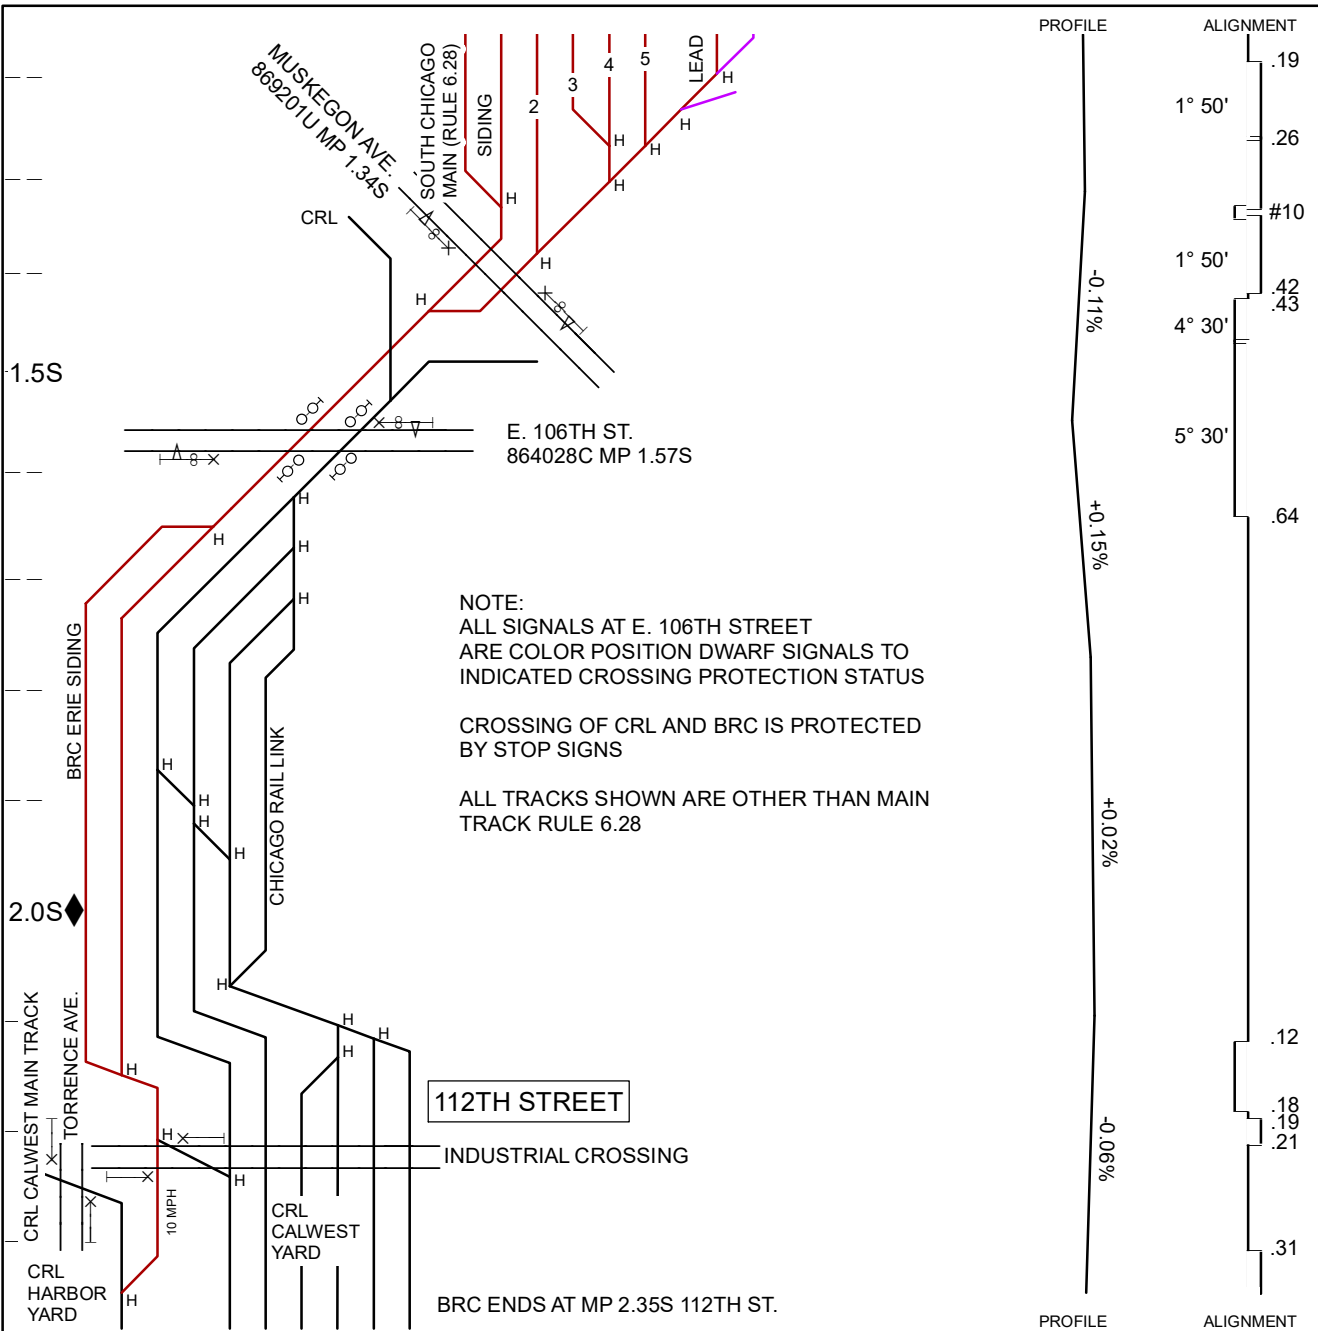 PROFILE
ALIGNMENT
MUSKEGON AVE.
869201U MP 1.34S
SOUTH CHICAGO
MAIN (RULE 6.28)
SIDING
2
3
4
5
LEAD
H
H
H
H
H
H
H
H
CRL
.19
1° 50'
.26
#10
1° 50'
.42
.43
4° 30'
5° 30'
.64
-0.11%
1.5S
E. 106TH ST.
864028C MP 1.57S
+0.15%
H
H
H
H
NOTE:
ALL SIGNALS AT E. 106TH STREET
ARE COLOR POSITION DWARF SIGNALS TO
INDICATED CROSSING PROTECTION STATUS
CROSSING OF CRL AND BRC IS PROTECTED
BY STOP SIGNS
ALL TRACKS SHOWN ARE OTHER THAN MAIN
TRACK RULE 6.28
BRC ERIE SIDING
CHICAGO RAIL LINK
H
H
H
H
+0.02%
2.0S
H
H
H
H
H
CRL CALWEST MAIN TRACK
TORRENCE AVE.
112TH STREET
.12
.18
.19
.21
-0.06%
H
INDUSTRIAL CROSSING
H
10 MPH
CRL
CALWEST
YARD
.31
CRL
HARBOR
YARD
H
BRC ENDS AT MP 2.35S 112TH ST.
PROFILE
ALIGNMENT